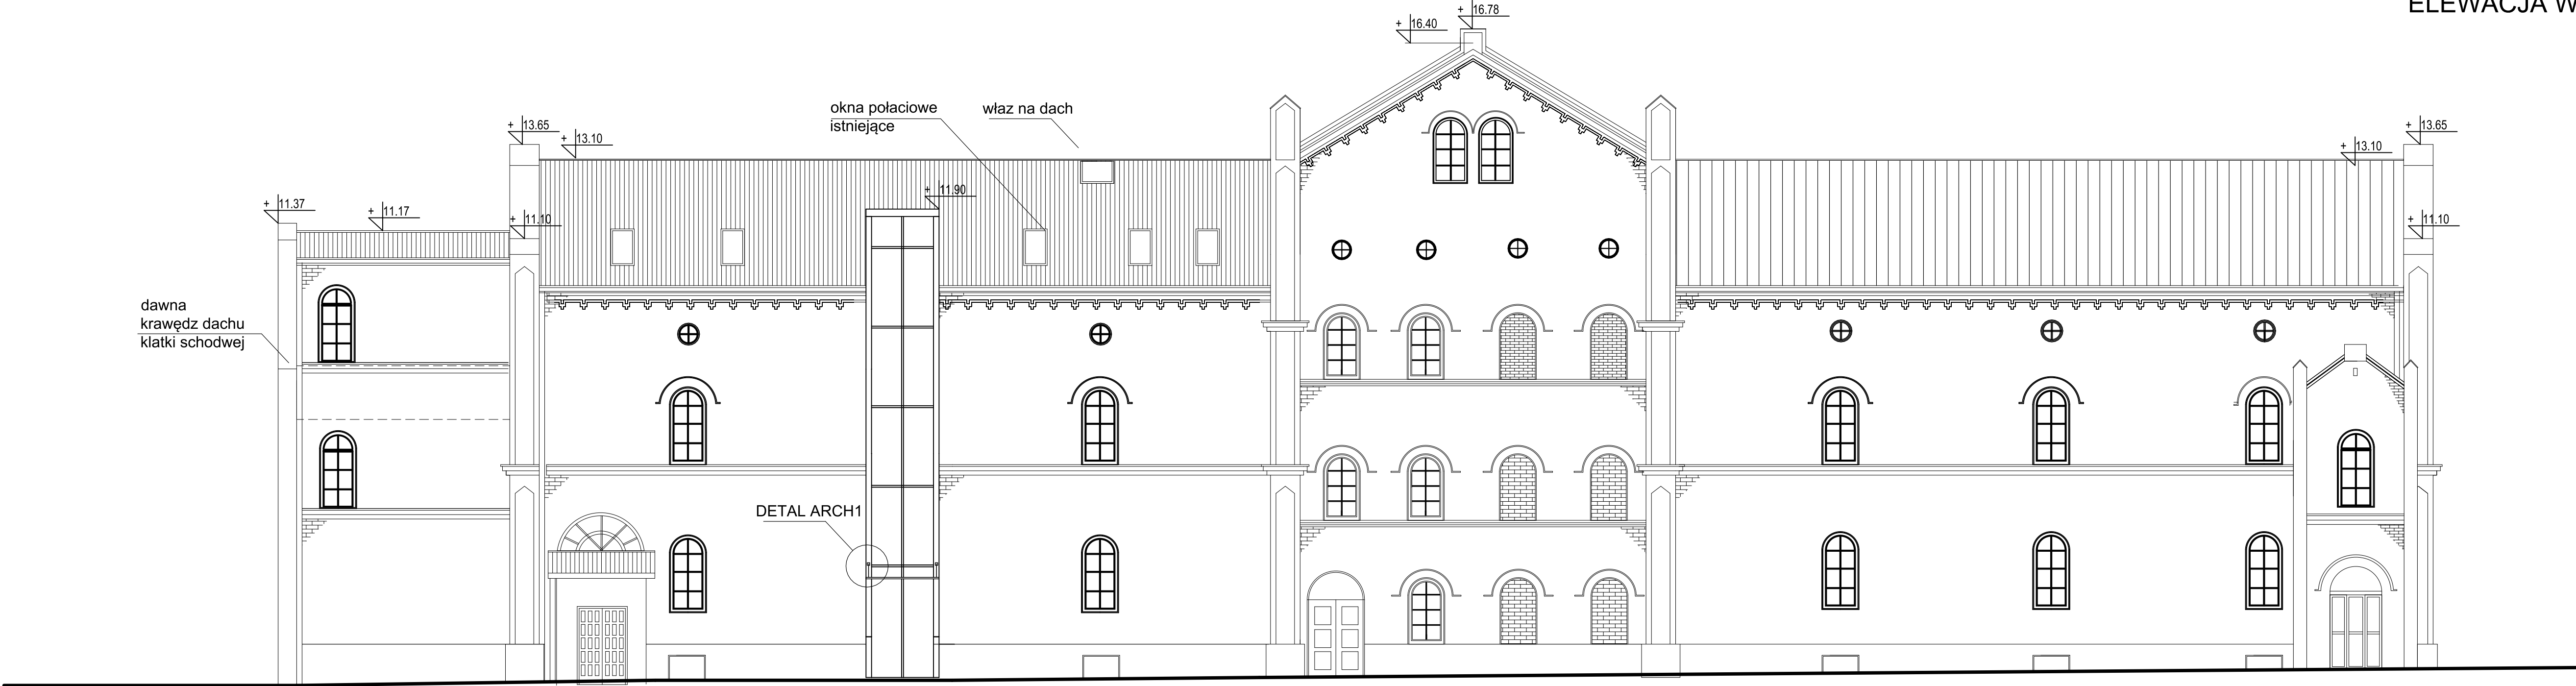 ELEWACJA W
+ 16.78
+ 16.40
okna połaciowe
istniejące
właz na dach
+ 13.65
+ 13.10
+ 13.65
+ 13.10
+ 11.90
+ 11.37
+ 11.17
+ 11.10
+ 11.10
dawna
krawędz dachu
klatki schodwej
DETAL ARCH1